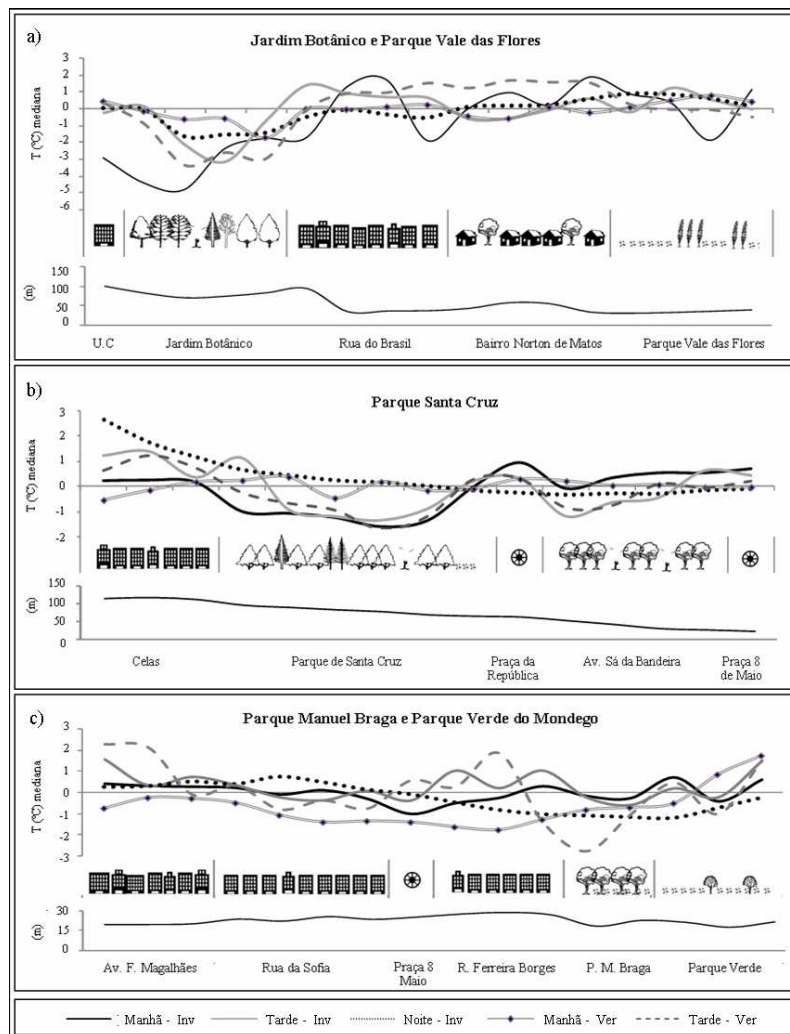 a)
Jardim Botânico e Parque Vale das Flores
T (ºC) mediana
3
2
1
0
-1
-2
-3
-4
-5
-6
(m)
150
100
50
0
U.C Jardim Botânico Rua do Brasil Bairro Norton de Matos Parque Vale das Flores
b)
Parque Santa Cruz
T (ºC) mediana
3
2
1
0
-1
-2
(m)
150
100
50
0
Celas Parque de Santa Cruz Praça da República Av. Sá da Bandeira Praça 8 de Maio
c)
Parque Manuel Braga e Parque Verde do Mondego
T (ºC) mediana
3
2
1
0
-1
-2
-3
(m)
30
15
0
Av. F. Magalhães Rua da Sofia Praça 8 Maio R. Ferreira Borges P. M. Braga Parque Verde
Manhã - Inv Tarde - Inv Noite - Inv Manhã - Ver Tarde - Ver